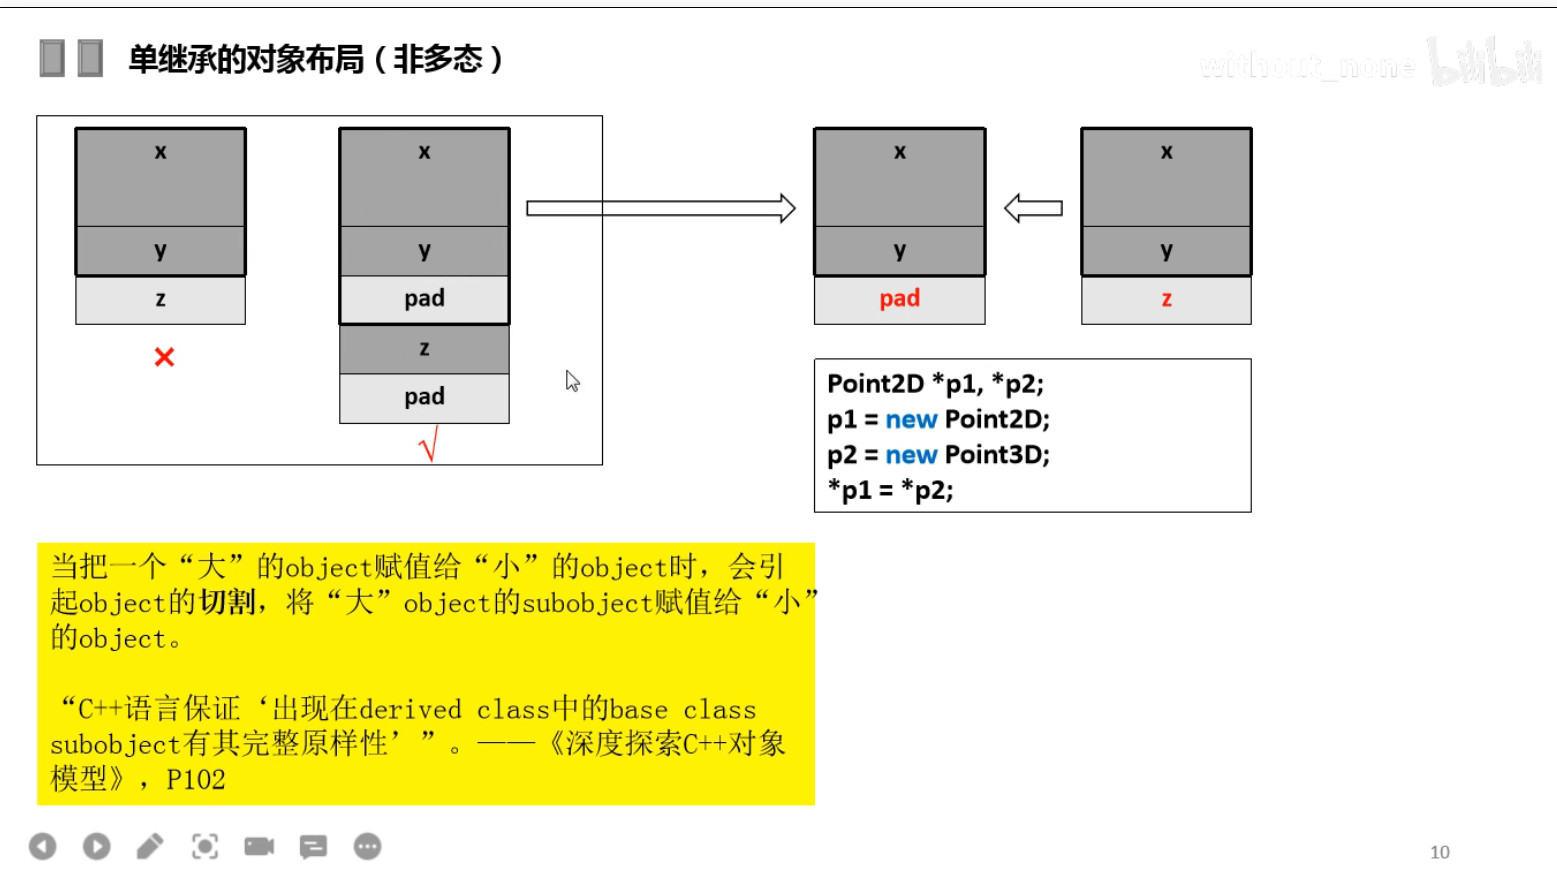 单继承的对象布局（非多态）
without_none bilibili
x
y
z
×
x
y
pad
z
pad
√
x
y
pad
x
y
z
Point2D *p1, *p2;
p1 = new Point2D;
p2 = new Point3D;
*p1 = *p2;
当把一个“大”的object赋值给“小”的object时，会引
起object的切割，将“大”object的subobject赋值给“小”
的object。
“C++语言保证‘出现在derived class中的base class
subobject有其完整原样性’”。——《深度探索C++对象
模型》，P102
10